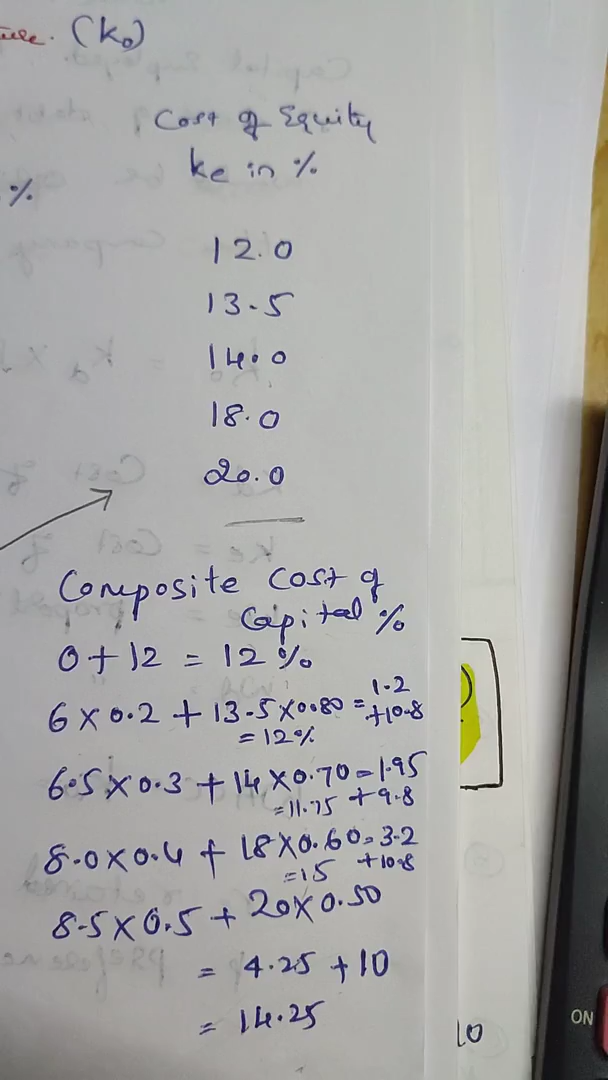 (ko)
Cost of Equity
ke in %
%
12.0
13.5
14.0
18.0
20.0
Composite Cost of
Capital %
0 + 12 = 12 %
6 X 0.2 + 13.5 X 0.80 = 1.2
+10.8
= 12%
6.5 X 0.3 + 14 X 0.70 = 1.95
= 11.75 + 9.8
8.0 X 0.4 + 18 X 0.60 = 3.2
= 15 + 10.8
8.5 X 0.5 + 20 X 0.50
= 4.25 + 10
= 14.25
10
ON